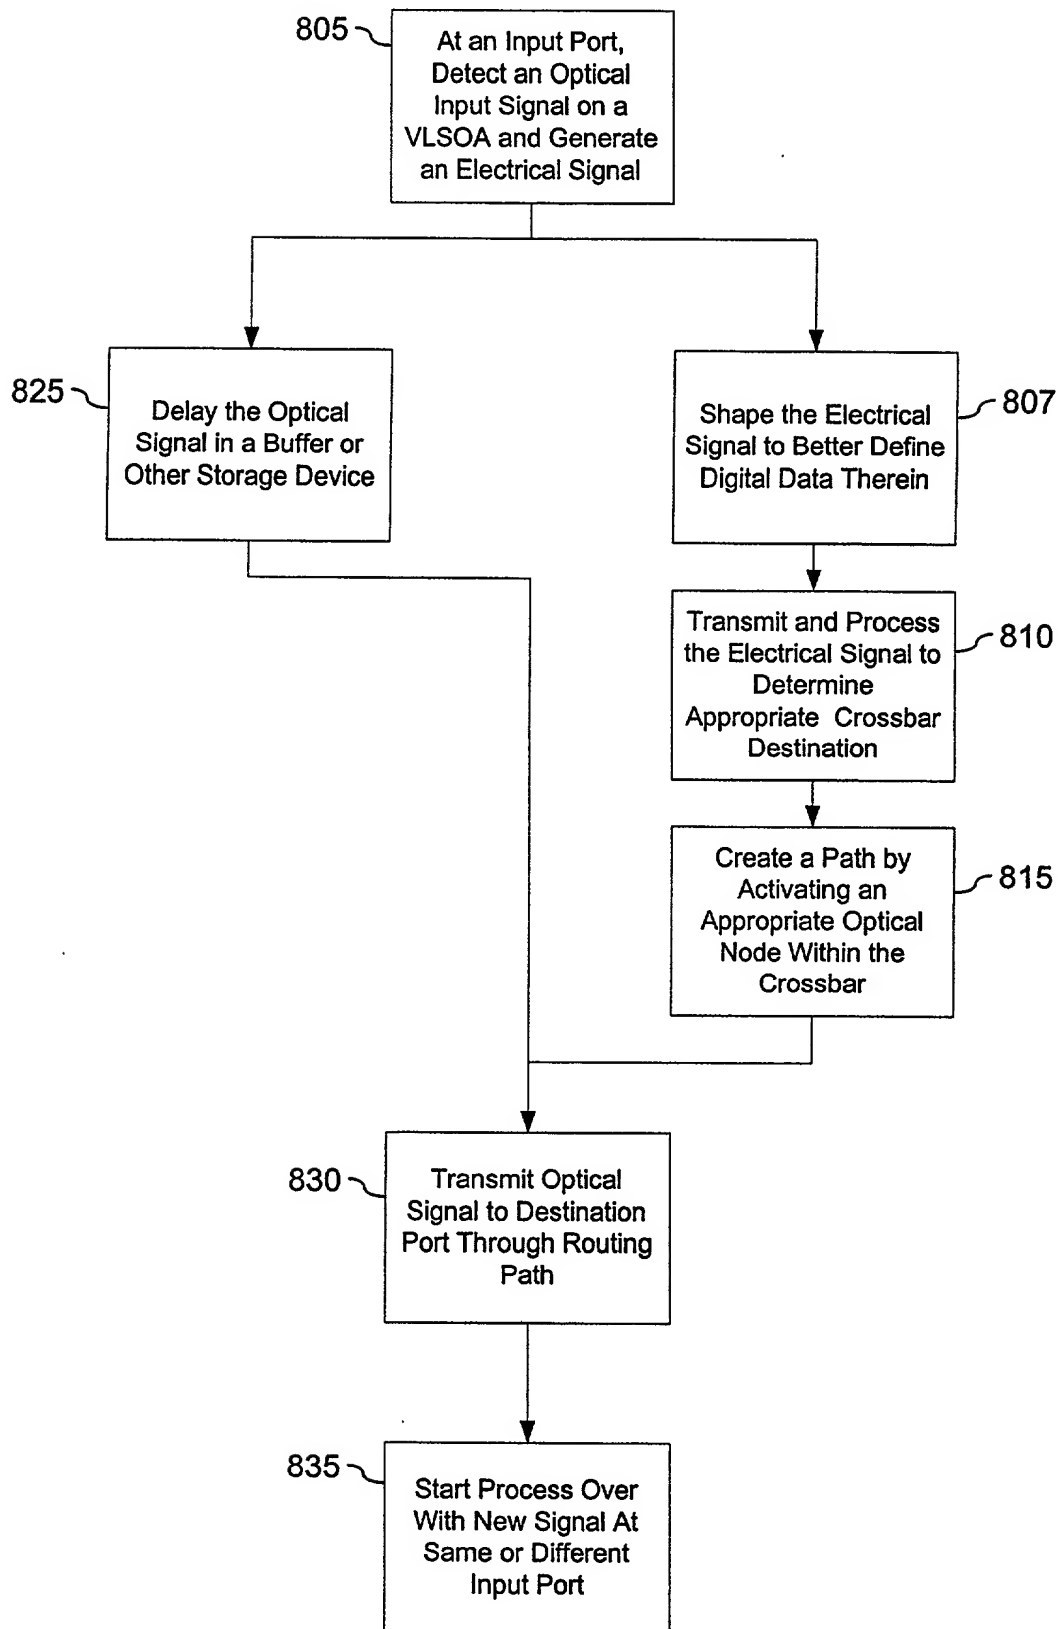 805
At an Input Port,
Detect an Optical
Input Signal on a
VLSOA and Generate
an Electrical Signal
825
Delay the Optical
Signal in a Buffer or
Other Storage Device
807
Shape the Electrical
Signal to Better Define
Digital Data Therein
Transmit and Process
the Electrical Signal to
Determine
Appropriate Crossbar
Destination
810
Create a Path by
Activating an
Appropriate Optical
Node Within the
Crossbar
815
830
Transmit Optical
Signal to Destination
Port Through Routing
Path
835
Start Process Over
With New Signal At
Same or Different
Input Port